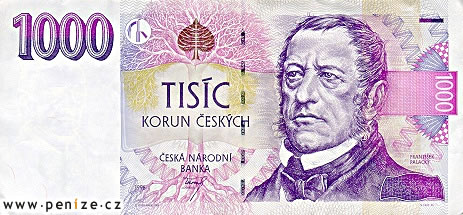 1000
TISÍC
KORUN ČESKÝCH
ČESKÁ NÁRODNÍ
BANKA
FRANTIŠEK
PALACKÝ
1000
www.penize.cz